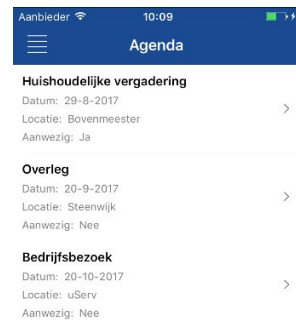 Aanbieder 10:09
Agenda
Huishoudelijke vergadering
Datum: 29-8-2017
Locatie: Bovenmeester
Aanwezig: Ja
Overleg
Datum: 20-9-2017
Locatie: Steenwijk
Aanwezig: Nee
Bedrijfsbezoek
Datum: 20-10-2017
Locatie: uServ
Aanwezig: Nee